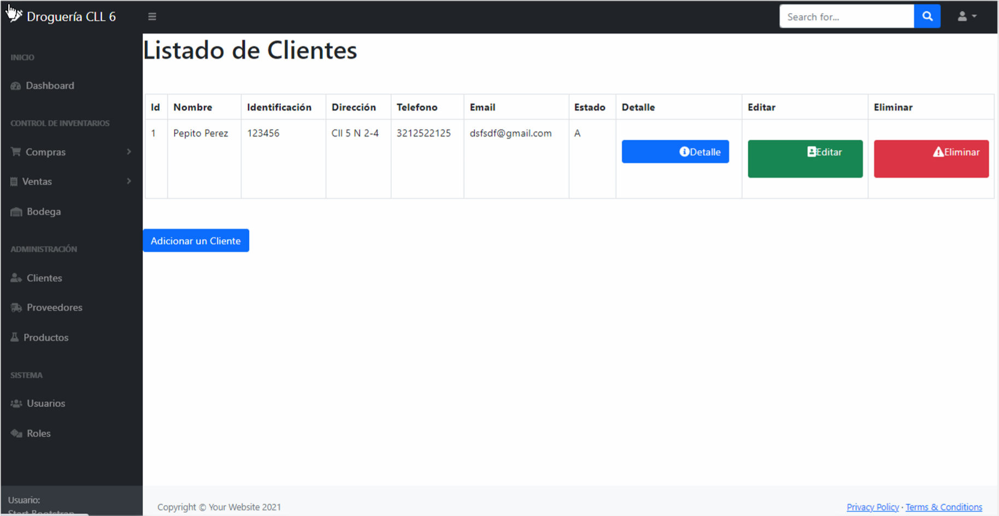 Droguería CLL 6
Search for...
INICIO
Dashboard
CONTROL DE INVENTARIOS
Compras
Ventas
Bodega
ADMINISTRACIÓN
Clientes
Proveedores
Productos
SISTEMA
Usuarios
Roles
Usuario:
Start Bootstrap
Listado de Clientes
Id Nombre Identificación Dirección Telefono Email Estado Detalle Editar Eliminar
1 Pepito Perez 123456 Cll 5 N 2-4 3212522125 dsfsdf@gmail.com A Detalle Editar Eliminar
Adicionar un Cliente
Copyright © Your Website 2021
Privacy Policy · Terms & Conditions